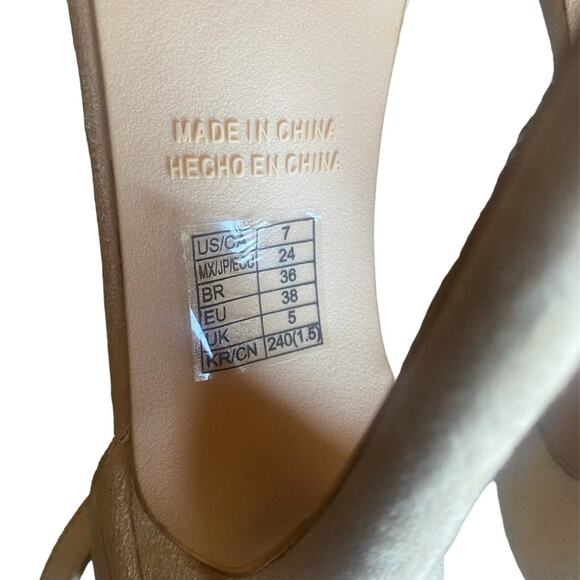 MADE IN CHINA
HECHO EN CHINA
US/CA 7
MX/JP/ECU 24
BR 36
EU 38
UK 5
KR/CN 240(1.5)